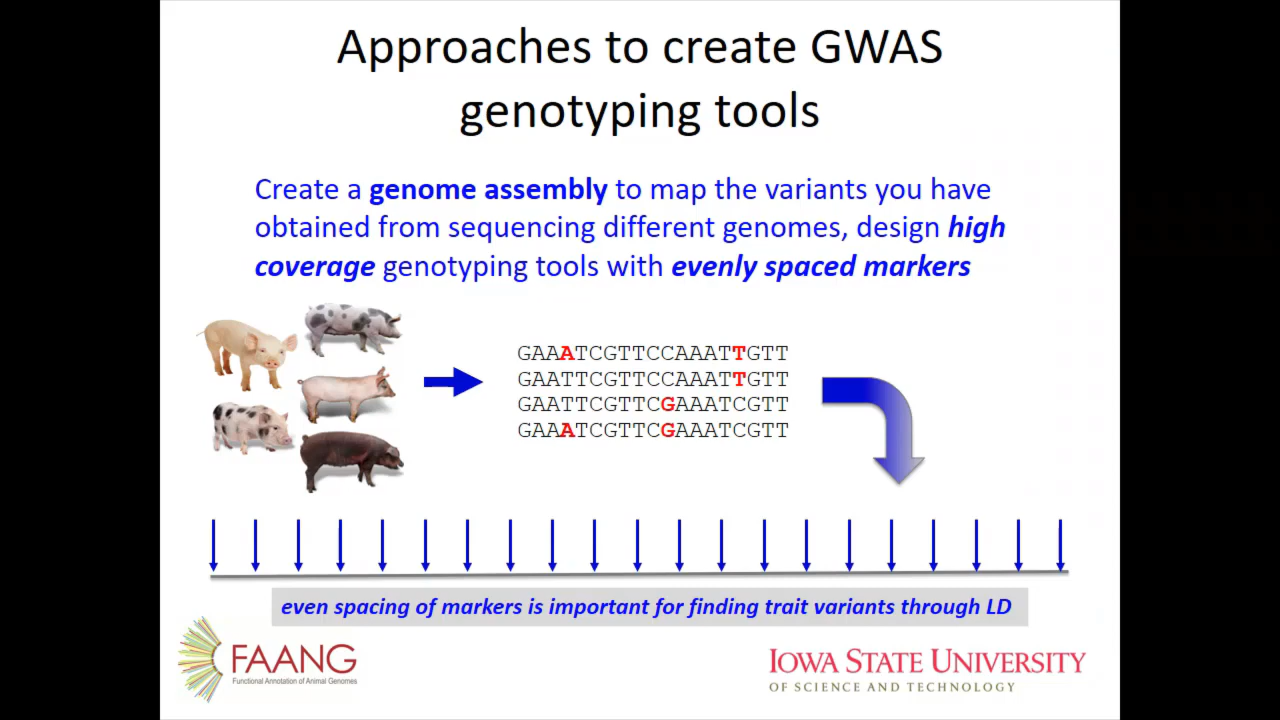 Approaches to create GWAS
genotyping tools
Create a genome assembly to map the variants you have
obtained from sequencing different genomes, design high
coverage genotyping tools with evenly spaced markers
GAAATCGTTCCAAATTGTT
GAATTCGTTCCAAATTGTT
GAATTCGTTCGAAATCGTT
GAAATCGTTCGAAATCGTT
even spacing of markers is important for finding trait variants through LD
FAANG
Functional Annotation of Animal Genomes
IOWA STATE UNIVERSITY
OF SCIENCE AND TECHNOLOGY